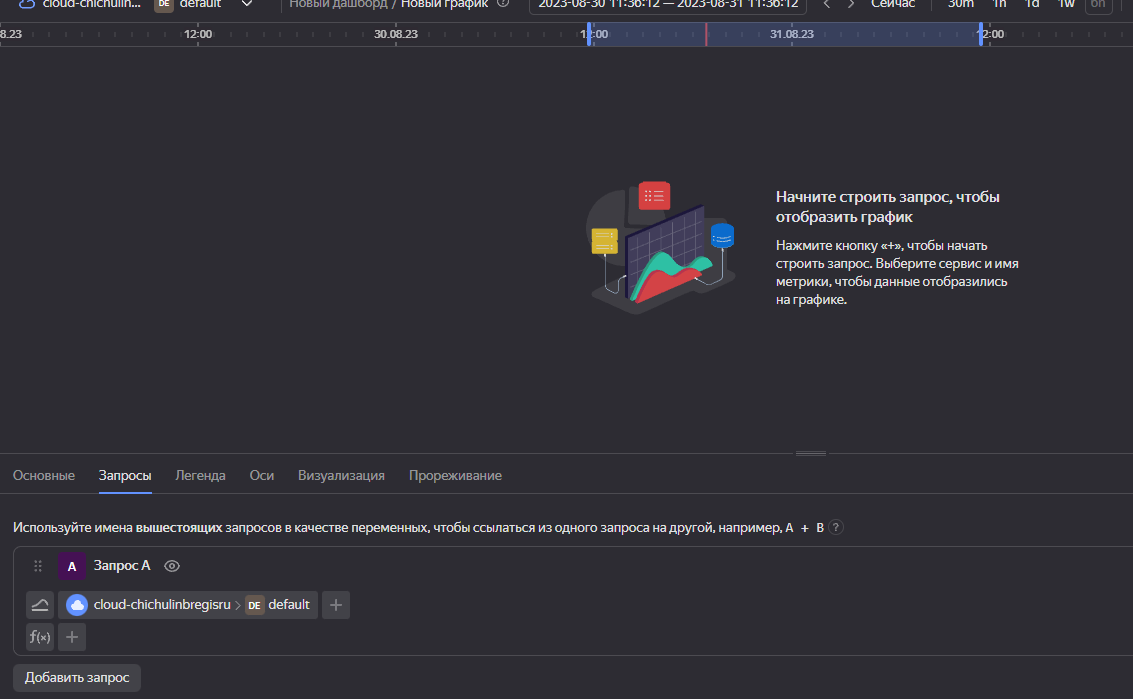 cloud-chichulin... DE default Новый дашборд / Новый график 2023-08-30 11:36:12 — 2023-08-31 11:36:12 Сейчас 30m 1h 1d 1w 6h
8.23 12:00 30.08.23 12:00 31.08.23 12:00
Начните строить запрос, чтобы
отобразить график
Нажмите кнопку «+», чтобы начать
строить запрос. Выберите сервис и имя
метрики, чтобы данные отобразились
на графике.
Основные Запросы Легенда Оси Визуализация Прореживание
Используйте имена вышестоящих запросов в качестве переменных, чтобы ссылаться из одного запроса на другой, например, A + B ?
A Запрос A
cloud-chichulinbregisru > DE default +
f(x) +
Добавить запрос